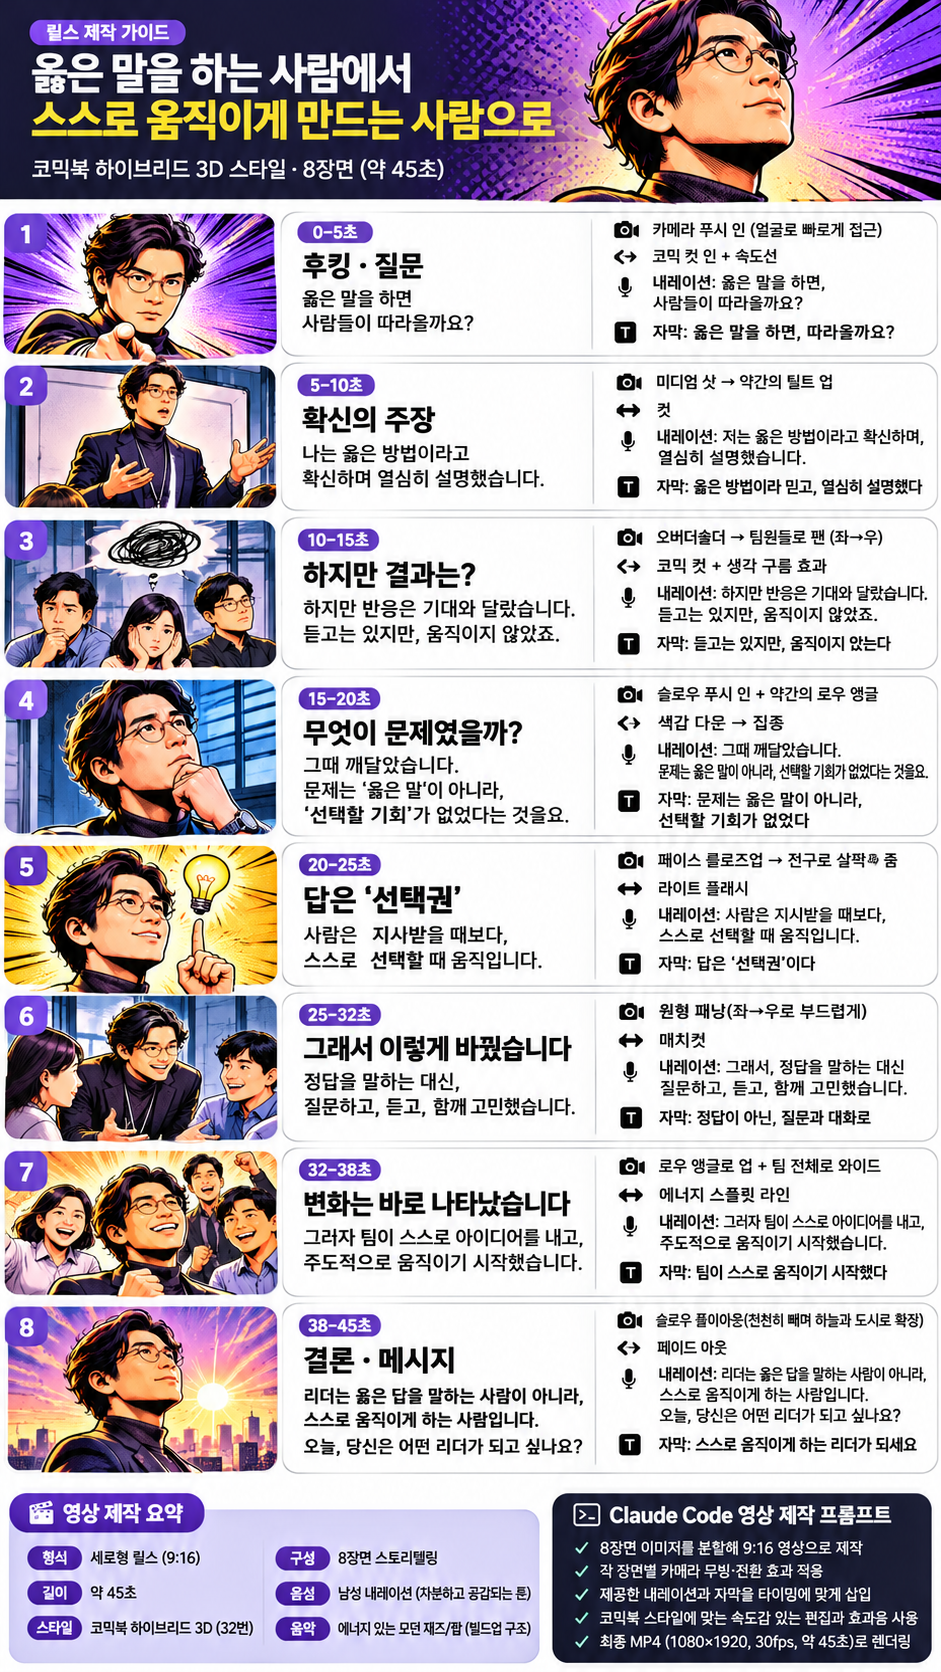 릴스 제작 가이드
옳은 말을 하는 사람에서
스스로 움직이게 만드는 사람으로
코믹북 하이브리드 3D 스타일 · 8장면 (약 45초)
1
0-5초
후킹 · 질문
옳은 말을 하면
사람들이 따라올까요?
카메라 푸시 인 (얼굴로 빠르게 접근)
코믹 컷 인 + 속도선
내레이션: 옳은 말을 하면,
사람들이 따라올까요?
T 자막: 옳은 말을 하면, 따라올까요?
2
5-10초
확신의 주장
나는 옳은 방법이라고
확신하며 열심히 설명했습니다.
미디엄 샷 → 약간의 틸트 업
컷
내레이션: 저는 옳은 방법이라고 확신하며,
열심히 설명했습니다.
T 자막: 옳은 방법이라 믿고, 열심히 설명했다
3
10-15초
하지만 결과는?
하지만 반응은 기대와 달랐습니다.
듣고는 있지만, 움직이지 않았죠.
오버더숄더 → 팀원들로 팬 (좌→우)
코믹 컷 + 생각 구름 효과
내레이션: 하지만 반응은 기대와 달랐습니다.
듣고는 있지만, 움직이지 않았죠.
T 자막: 듣고는 있지만, 움직이지 않는다
4
15-20초
무엇이 문제였을까?
그때 깨달았습니다.
문제는 '옳은 말'이 아니라,
'선택할 기회'가 없었다는 것을요.
슬로우 푸시 인 + 약간의 로우 앵글
색감 다운 → 집종
내레이션: 그때 깨달았습니다.
문제는 옳은 말이 아니라, 선택할 기회가 없었다는 것을요.
T 자막: 문제는 옳은 말이 아니라,
선택할 기회가 없었다
5
20-25초
답은 '선택권'
사람은 지사받을 때보다,
스스로 선택할 때 움직입니다.
페이스 클로즈업 → 전구로 살짝 줌
라이트 플래시
내레이션: 사람은 지시받을 때보다,
스스로 선택할 때 움직입니다.
T 자막: 답은 '선택권'이다
6
25-32초
그래서 이렇게 바꿨습니다
정답을 말하는 대신,
질문하고, 듣고, 함께 고민했습니다.
원형 패닝(좌→우로 부드럽게)
매치컷
내레이션: 그래서, 정답을 말하는 대신
질문하고, 듣고, 함께 고민했습니다.
T 자막: 정답이 아닌, 질문과 대화로
7
32-38초
변화는 바로 나타났습니다
그러자 팀이 스스로 아이디어를 내고,
주도적으로 움직이기 시작했습니다.
로우 앵글로 업 + 팀 전체로 와이드
에너지 스플릿 라인
내레이션: 그러자 팀이 스스로 아이디어를 내고,
주도적으로 움직이기 시작했습니다.
T 자막: 팀이 스스로 움직이기 시작했다
8
38-45초
결론 · 메시지
리더는 옳은 답을 말하는 사람이 아니라,
스스로 움직이게 하는 사람입니다.
오늘, 당신은 어떤 리더가 되고 싶나요?
슬로우 플이아웃(천천히 빼며 하늘과 도시로 확장)
페이드 아웃
내레이션: 리더는 옳은 답을 말하는 사람이 아니라,
스스로 움직이게 하는 사람입니다.
오늘, 당신은 어떤 리더가 되고 싶나요?
T 자막: 스스로 움직이게 하는 리더가 되세요
영상 제작 요약
형식 세로형 릴스 (9:16)
길이 약 45초
스타일 코믹북 하이브리드 3D (32번)
구성 8장면 스토리텔링
음성 남성 내레이션 (차분하고 공감되는 톤)
음악 에너지 있는 모던 재즈/팝 (빌드업 구조)
Claude Code 영상 제작 프롬프트
8장면 이미지를 분할해 9:16 영상으로 제작
각 장면별 카메라 무빙·전환 효과 적용
제공한 내레이션과 자막을 타이밍에 맞게 삽입
코믹북 스타일에 맞는 속도감 있는 편집과 효과음 사용
최종 MP4 (1080×1920, 30fps, 약 45초)로 렌더링